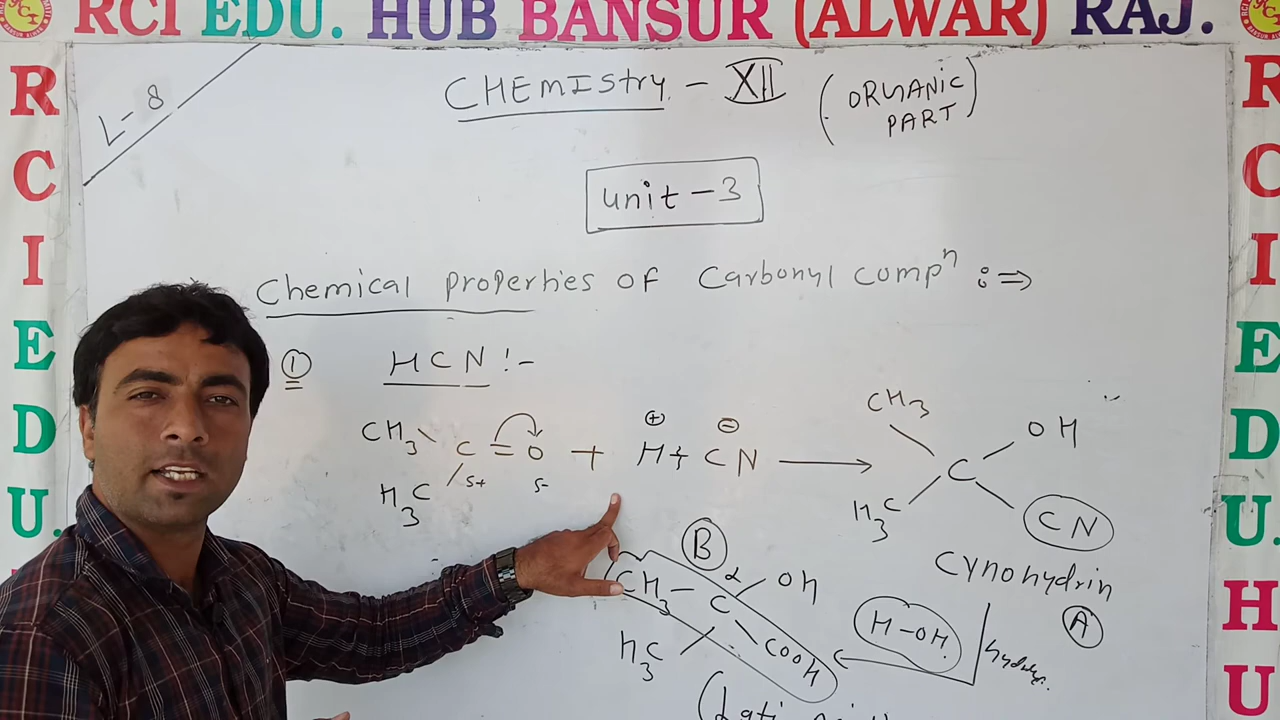 RCI EDU. HUB BANSUR (ALWAR) RAJ.
R
C
I
E
D
U.
R
C
I
E
D
U.
H
U
L-8
CHEMIStry - XII (ORGANIC PART)
Unit-3
Chemical properties of Carbonyl compⁿ :⇒
① HCN !-
CH₃
H₃C
C = O
δ+ δ-
+ H⊕ + CN⊖ →
CH₃
H₃C
C
OH
CN
Cynohydrin
A
H-OH
B
CH₃-C
α
OH
COOH
H₃C